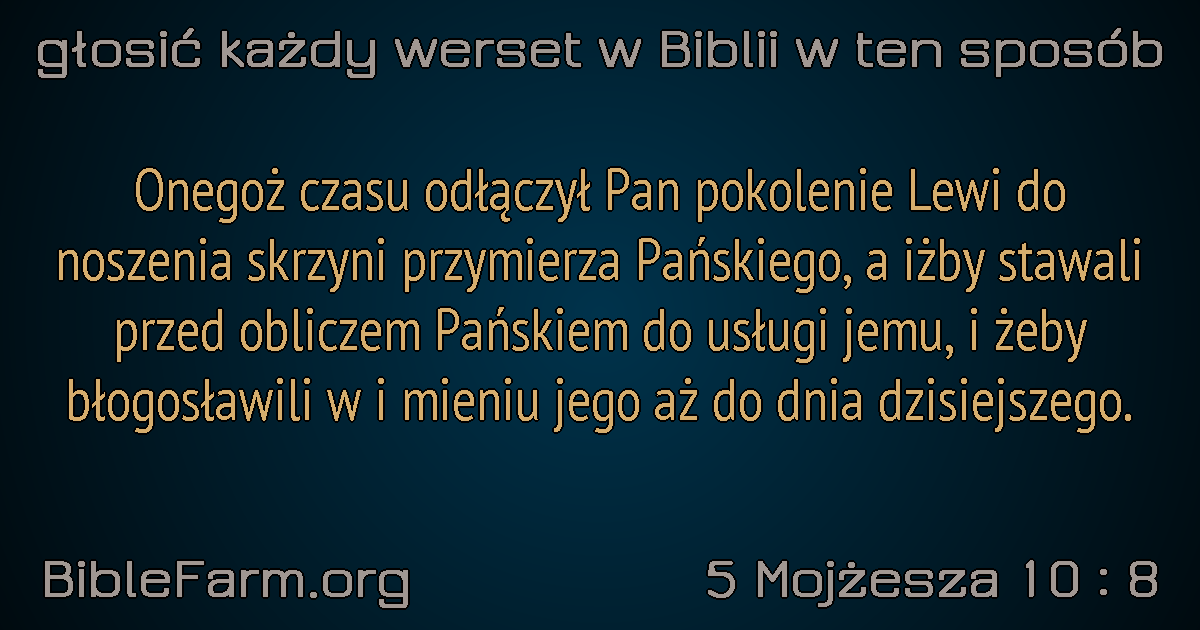 głosić każdy werset w Biblii w ten sposób
Onegoż czasu odłączył Pan pokolenie Lewi do
noszenia skrzyni przymierza Pańskiego, a iżby stawali
przed obliczem Pańskiem do usługi jemu, i żeby
błogosławili w i mieniu jego aż do dnia dzisiejszego.
BibleFarm.org
5 Mojżesza 10 : 8